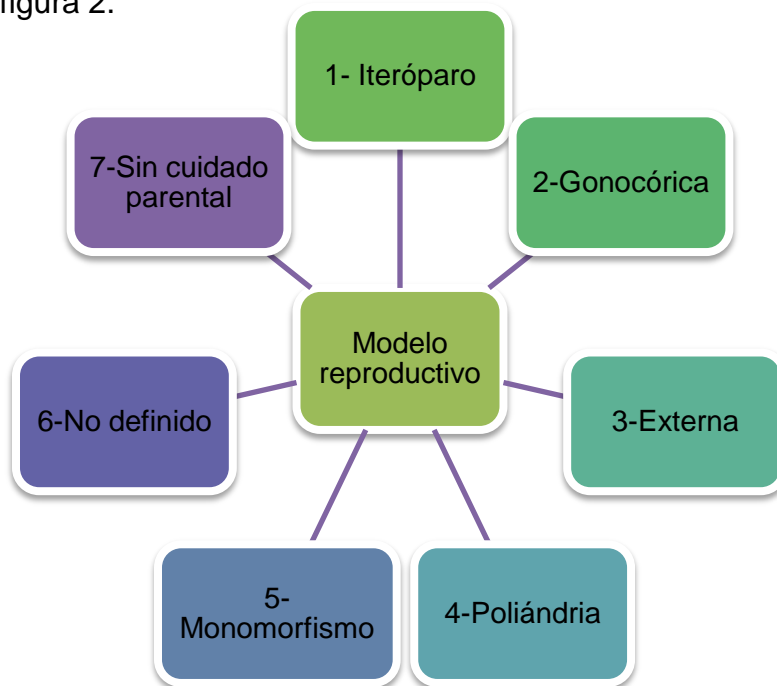 figura 2.
1- Iteróparo
2-Gonocórica
3-Externa
4-Poliándria
5-
Monomorfismo
6-No definido
7-Sin cuidado
parental
Modelo
reproductivo